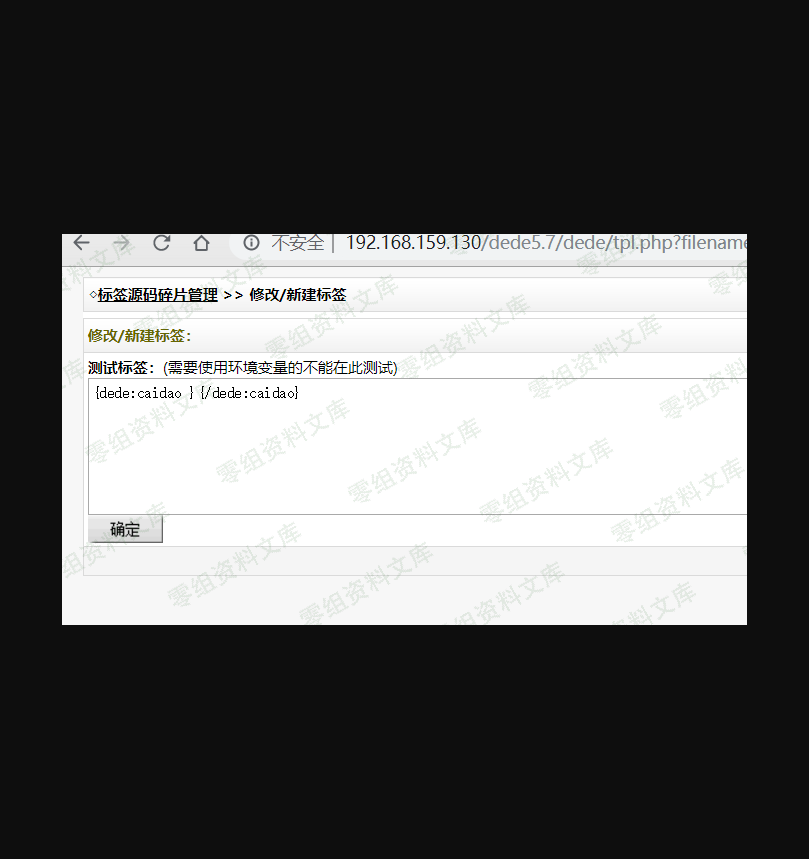 不安全 | 192.168.159.130/dede5.7/dede/tpl.php?filename
标签源码碎片管理 >> 修改/新建标签
修改/新建标签：
测试标签：(需要使用环境变量的不能在此测试)
{dede:caidao }{/dede:caidao}
确定
零组资料文库